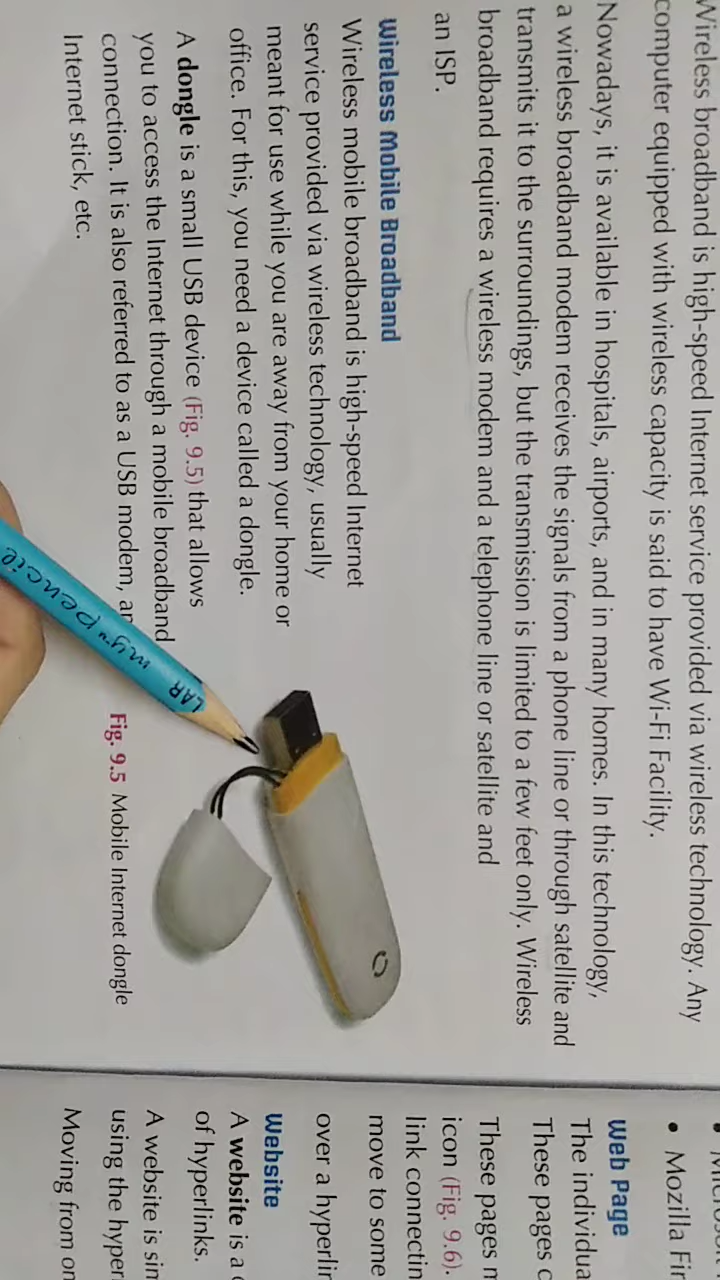 Wireless broadband is high-speed Internet service provided via wireless technology. Any
computer equipped with wireless capacity is said to have Wi-Fi Facility.
Nowadays, it is available in hospitals, airports, and in many homes. In this technology,
a wireless broadband modem receives the signals from a phone line or through satellite and
transmits it to the surroundings, but the transmission is limited to a few feet only. Wireless
broadband requires a wireless modem and a telephone line or satellite and
an ISP.
Wireless Mobile Broadband
Wireless mobile broadband is high-speed Internet
service provided via wireless technology, usually
meant for use while you are away from your home or
office. For this, you need a device called a dongle.
A dongle is a small USB device (Fig. 9.5) that allows
you to access the Internet through a mobile broadband
connection. It is also referred to as a USB modem, an
Internet stick, etc.
Fig. 9.5 Mobile Internet dongle
my pencil
LAR
• Mozilla Fir
Web Page
The individua
These pages c
These pages m
icon (Fig. 9.6).
link connectin
move to some
over a hyperlin
Website
A website is a c
of hyperlinks.
A website is sim
using the hyper
Moving from on